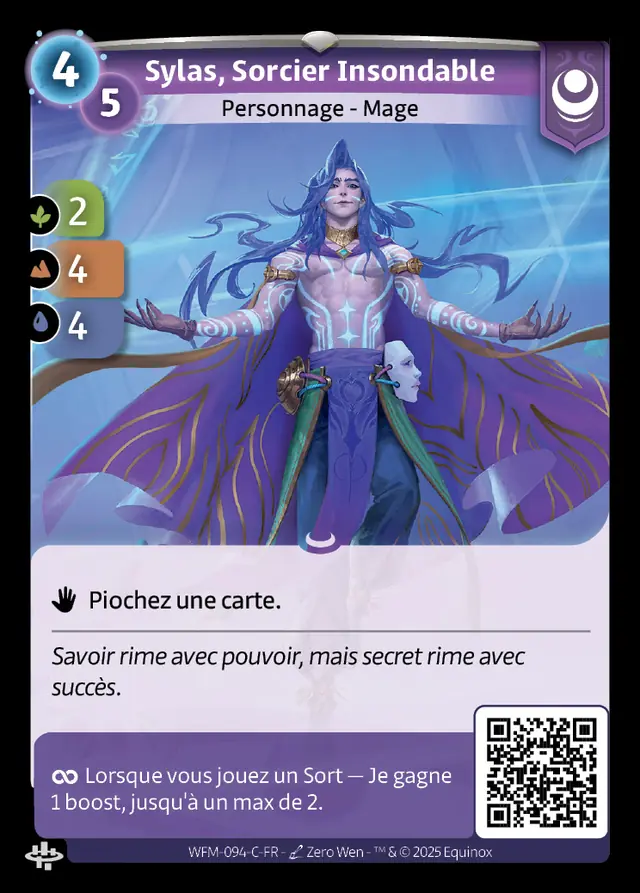 4
Sylas, Sorcier Insondable
5
Personnage - Mage
2
4
4
Piochez une carte.
Savoir rime avec pouvoir, mais secret rime avec
succès.
∞ Lorsque vous jouez un Sort — Je gagne
1 boost, jusqu'à un max de 2.
WFM-094-C-FR - Zero Wen - ™ & © 2025 Equinox